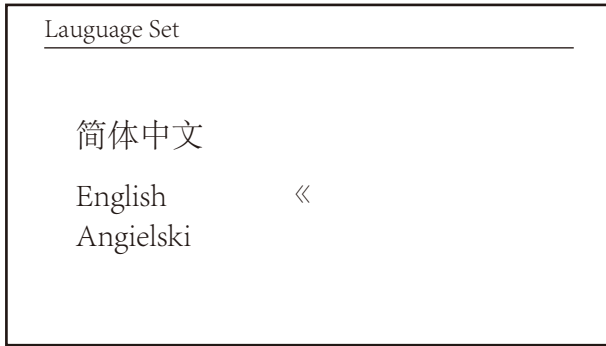 Lauguage Set
简体中文
English 《
Angielski